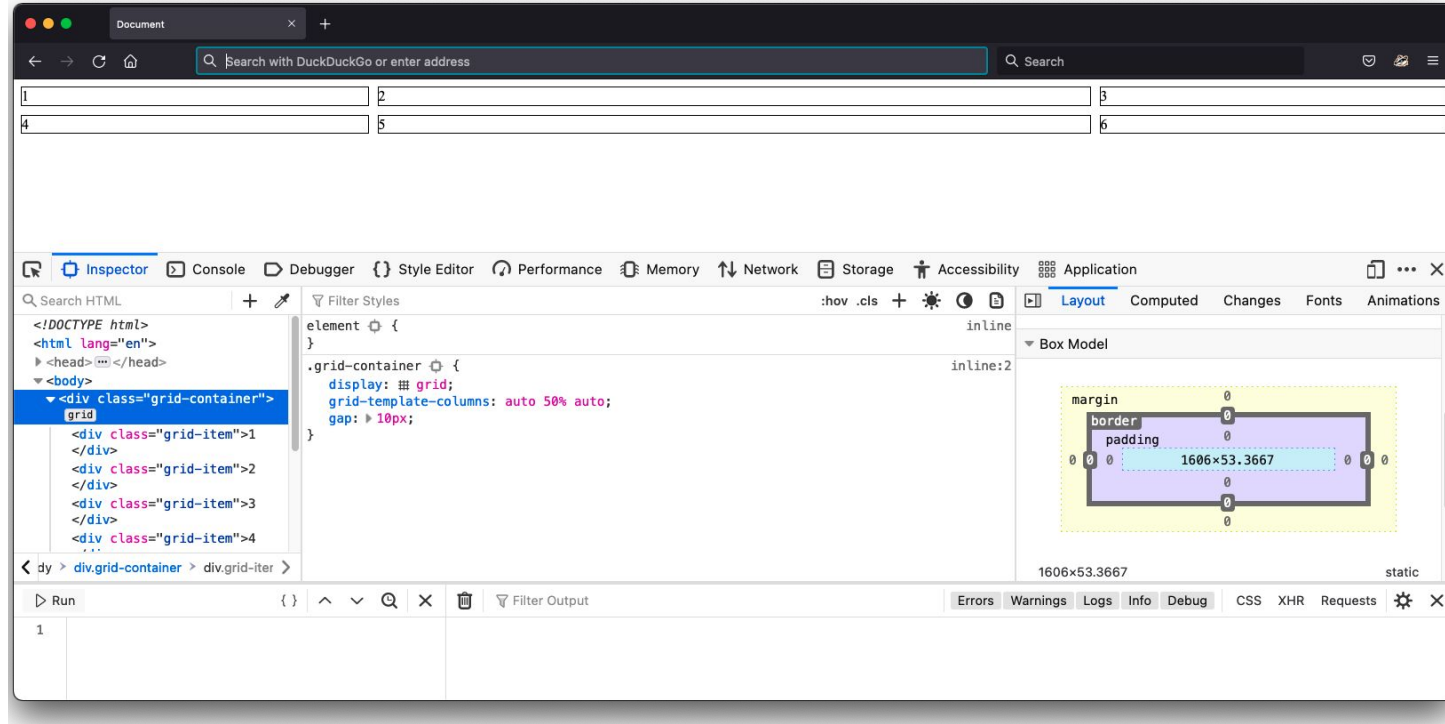 Document × +
Search with DuckDuckGo or enter address
Search
1 2 3
4 5 6
Inspector Console Debugger {} Style Editor Performance Memory Network Storage Accessibility Application
Search HTML +
Filter Styles :hov .cls +
Layout Computed Changes Fonts Animations
<!DOCTYPE html>
<html lang="en">
<head> ••• </head>
<body>
<div class="grid-container">
grid
<div class="grid-item">1
</div>
<div class="grid-item">2
</div>
<div class="grid-item">3
</div>
<div class="grid-item">4
dy > div.grid-container > div.grid-iter
element { inline
}
.grid-container { inline:2
display: grid;
grid-template-columns: auto 50% auto;
gap: 10px;
}
Box Model
margin 0
border 0
padding 0
0 0 0 1606×53.3667 0 0 0
0
0
0
1606×53.3667 static
Run {}
Filter Output
Errors Warnings Logs Info Debug CSS XHR Requests
1